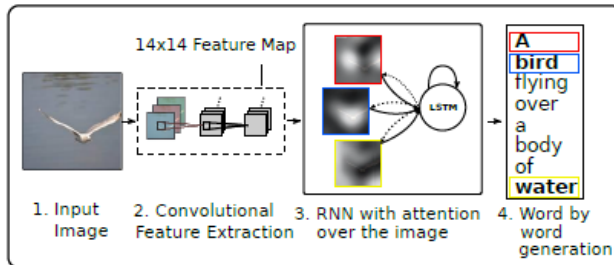 14x14 Feature Map
LSTM
A
bird
flying
over
a
body
of
water
1. Input
Image
2. Convolutional
Feature Extraction
3. RNN with attention
over the image
4. Word by
word
generation